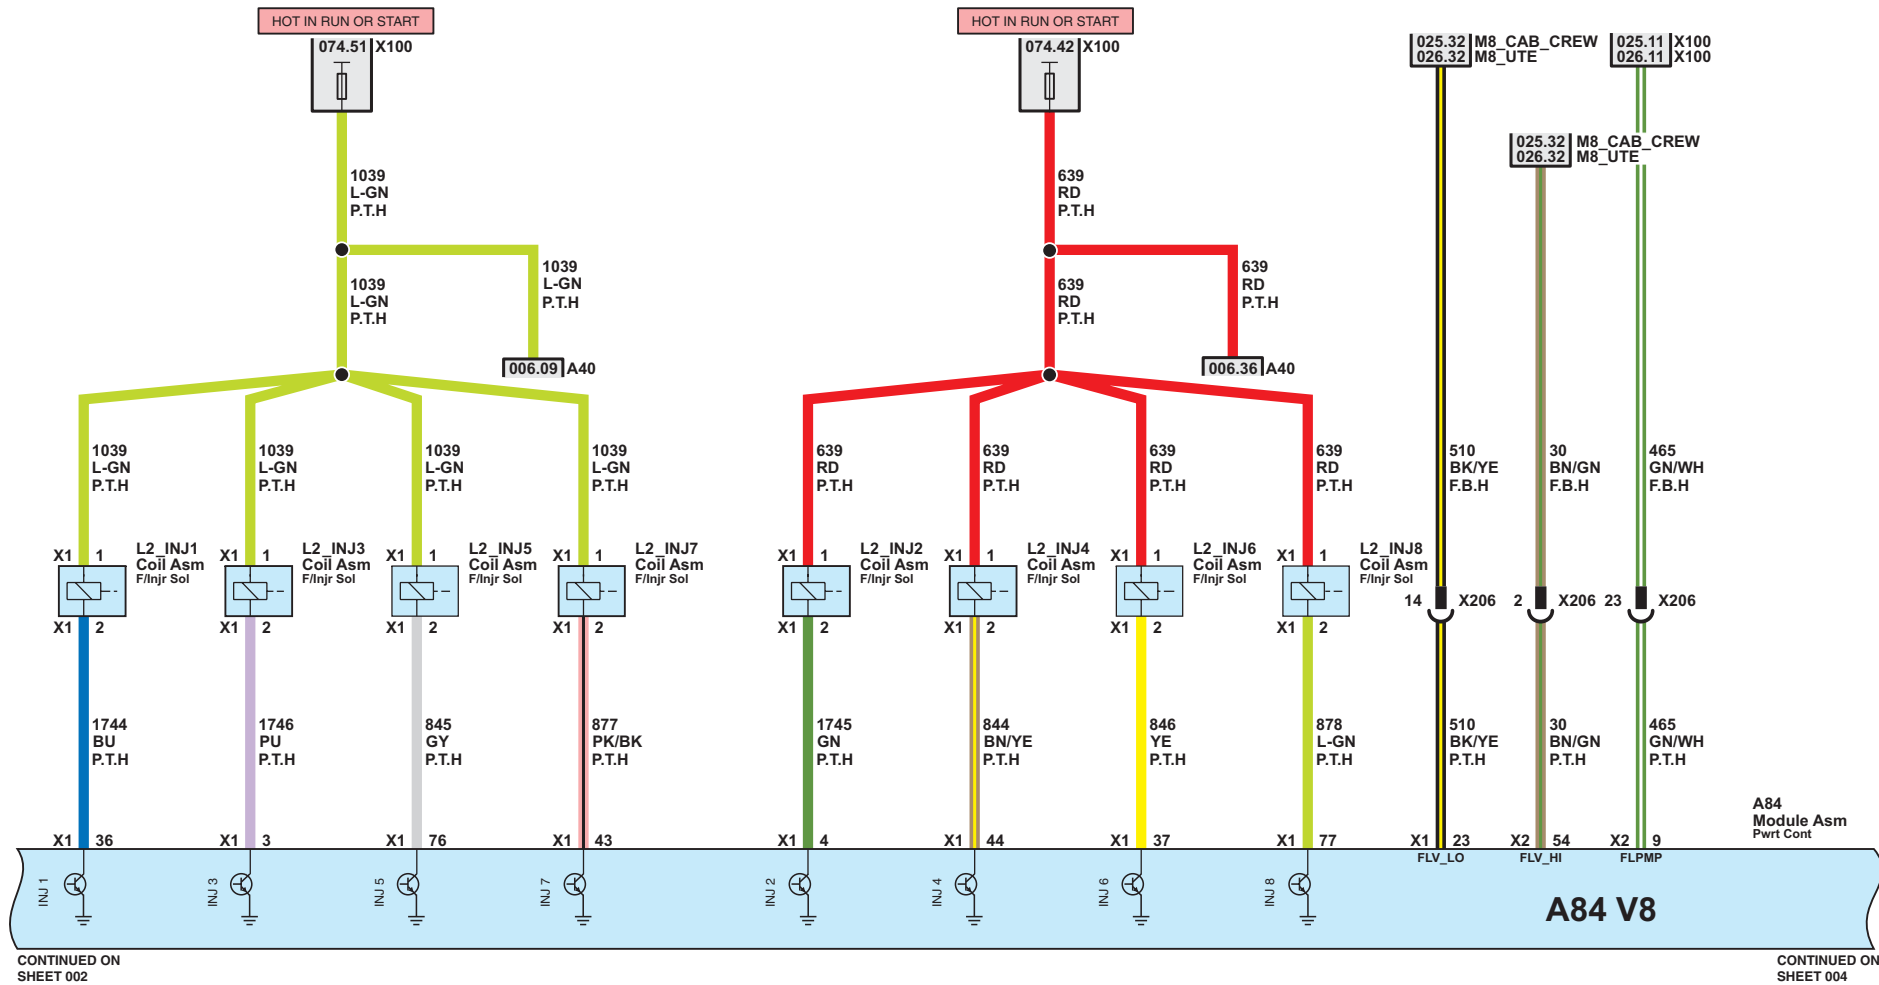 HOT IN RUN OR START
HOT IN RUN OR START
074.51 X100
074.42 X100
025.32 M8_CAB_CREW
026.32 M8_UTE
025.11 X100
026.11 X100
025.32 M8_CAB_CREW
026.32 M8_UTE
1039
L-GN
P.T.H
639
RD
P.T.H
1039
L-GN
P.T.H
1039
L-GN
P.T.H
639
RD
P.T.H
639
RD
P.T.H
006.09 A40
006.36 A40
1039
L-GN
P.T.H
1039
L-GN
P.T.H
1039
L-GN
P.T.H
1039
L-GN
P.T.H
639
RD
P.T.H
639
RD
P.T.H
639
RD
P.T.H
639
RD
P.T.H
510
BK/YE
F.B.H
30
BN/GN
F.B.H
465
GN/WH
F.B.H
X1 1
L2_INJ1
Coil Asm
F/Injr Sol
X1 2
X1 1
L2_INJ3
Coil Asm
F/Injr Sol
X1 2
X1 1
L2_INJ5
Coil Asm
F/Injr Sol
X1 2
X1 1
L2_INJ7
Coil Asm
F/Injr Sol
X1 2
X1 1
L2_INJ2
Coil Asm
F/Injr Sol
X1 2
X1 1
L2_INJ4
Coil Asm
F/Injr Sol
X1 2
X1 1
L2_INJ6
Coil Asm
F/Injr Sol
X1 2
X1 1
L2_INJ8
Coil Asm
F/Injr Sol
X1 2
14 X206
2 X206
23 X206
1744
BU
P.T.H
1746
PU
P.T.H
845
GY
P.T.H
877
PK/BK
P.T.H
1745
GN
P.T.H
844
BN/YE
P.T.H
846
YE
P.T.H
878
L-GN
P.T.H
510
BK/YE
P.T.H
30
BN/GN
P.T.H
465
GN/WH
P.T.H
A84
Module Asm
Pwrt Cont
X1 36
X1 3
X1 76
X1 43
X1 4
X1 44
X1 37
X1 77
X1 23
X2 54
X2 9
FLV_LO
FLV_HI
FLPMP
INJ 1
INJ 3
INJ 5
INJ 7
INJ 2
INJ 4
INJ 6
INJ 8
A84 V8
CONTINUED ON
SHEET 002
CONTINUED ON
SHEET 004